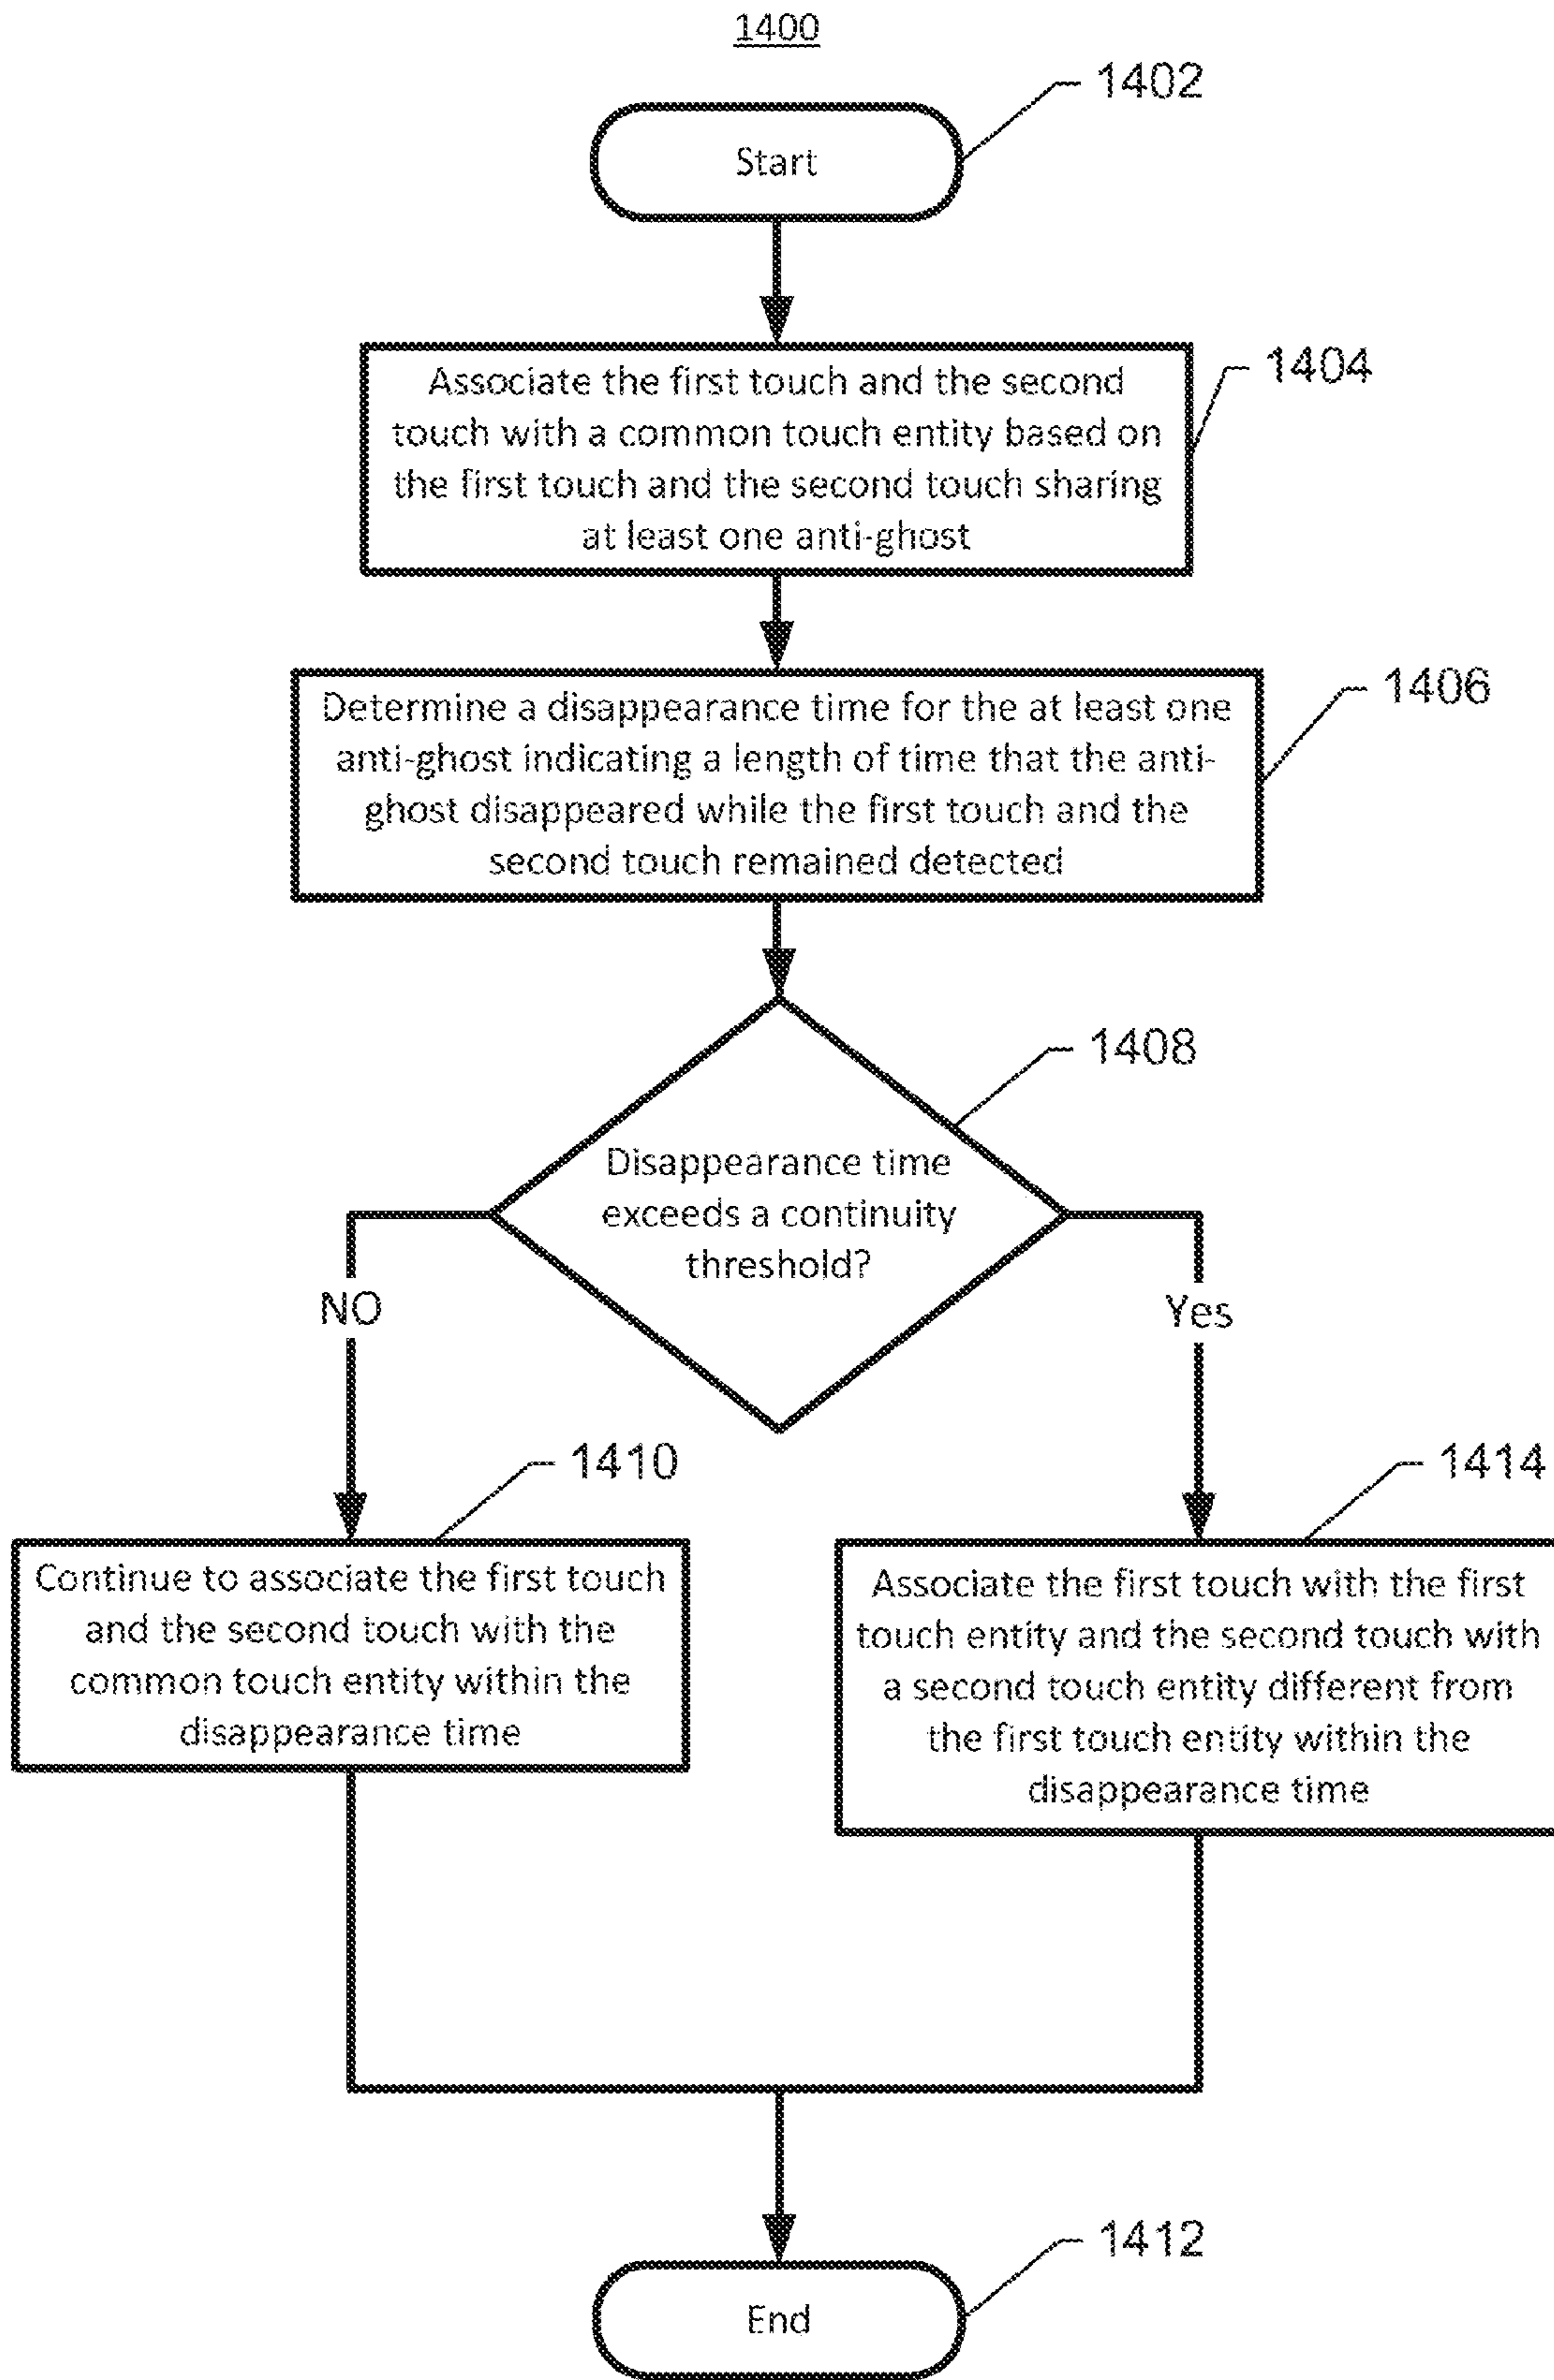 1400
1402
Start
1404
Associate the first touch and the second
touch with a common touch entity based on
the first touch and the second touch sharing
at least one anti-ghost
1406
Determine a disappearance time for the at least one
anti-ghost indicating a length of time that the anti-
ghost disappeared while the first touch and the
second touch remained detected
1408
Disappearance time
exceeds a continuity
threshold?
NO
Yes
1410
Continue to associate the first touch
and the second touch with the
common touch entity within the
disappearance time
1414
Associate the first touch with the first
touch entity and the second touch with
a second touch entity different from
the first touch entity within the
disappearance time
1412
End